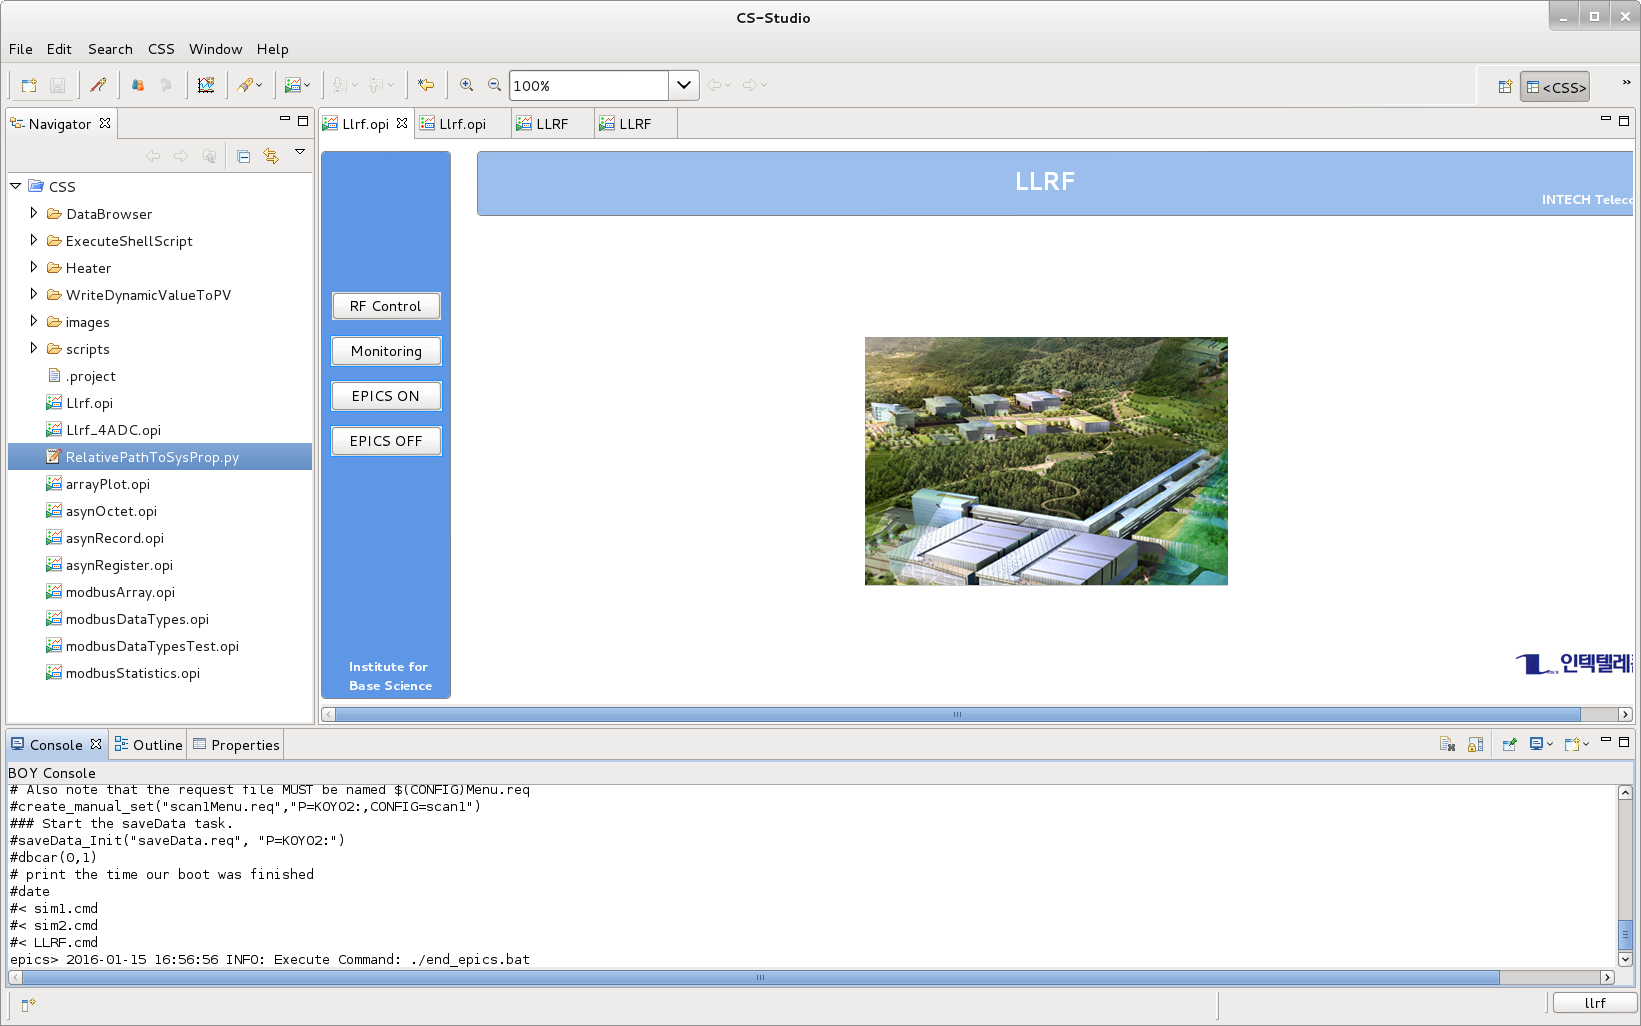 CS-Studio
File Edit Search CSS Window Help
100%
<CSS>
Navigator
Llrf.opi
Llrf.opi
LLRF
LLRF
CSS
DataBrowser
ExecuteShellScript
Heater
WriteDynamicValueToPV
images
scripts
.project
Llrf.opi
Llrf_4ADC.opi
RelativePathToSysProp.py
arrayPlot.opi
asynOctet.opi
asynRecord.opi
asynRegister.opi
modbusArray.opi
modbusDataTypes.opi
modbusDataTypesTest.opi
modbusStatistics.opi
RF Control
Monitoring
EPICS ON
EPICS OFF
Institute for
Base Science
LLRF
INTECH Teleco
인텍텔레
Console
Outline
Properties
BOY Console
# Also note that the request file MUST be named $(CONFIG)Menu.req
#create_manual_set("scan1Menu.req","P=KOYO2:,CONFIG=scan1")
### Start the saveData task.
#saveData_Init("saveData.req", "P=KOYO2:")
#dbcar(0,1)
# print the time our boot was finished
#date
#< sim1.cmd
#< sim2.cmd
#< LLRF.cmd
epics> 2016-01-15 16:56:56 INFO: Execute Command: ./end_epics.bat
llrf